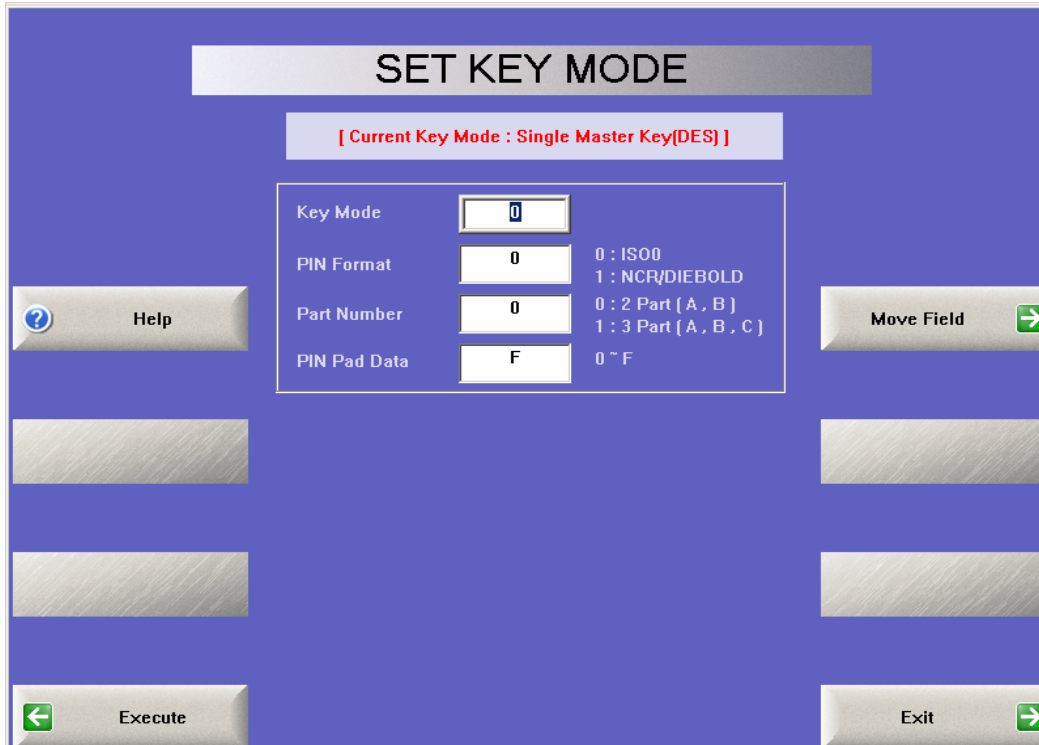 SET KEY MODE
[ Current Key Mode : Single Master Key(DES) ]
Key Mode 0
PIN Format 0 0 : ISO0
1 : NCR/DIEBOLD
Part Number 0 0 : 2 Part ( A , B )
1 : 3 Part ( A , B , C )
PIN Pad Data F 0 ~ F
? Help
Move Field
Execute
Exit